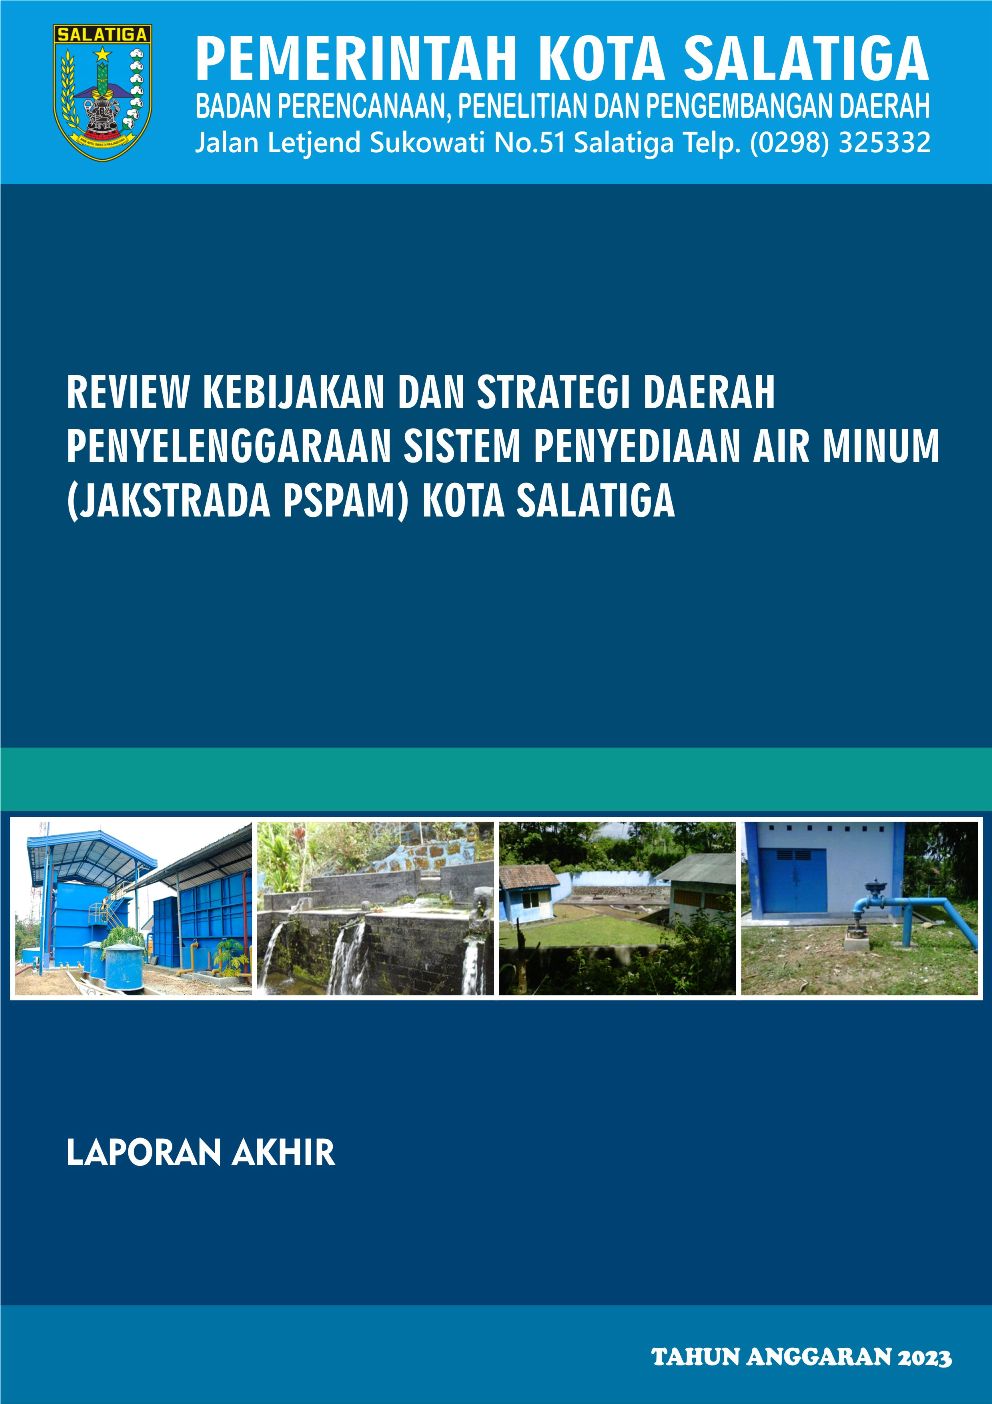 SALATIGA
PEMERINTAH KOTA SALATIGA
BADAN PERENCANAAN, PENELITIAN DAN PENGEMBANGAN DAERAH
Jalan Letjend Sukowati No.51 Salatiga Telp. (0298) 325332
REVIEW KEBIJAKAN DAN STRATEGI DAERAH
PENYELENGGARAAN SISTEM PENYEDIAAN AIR MINUM
(JAKSTRADA PSPAM) KOTA SALATIGA
LAPORAN AKHIR
TAHUN ANGGARAN 2023